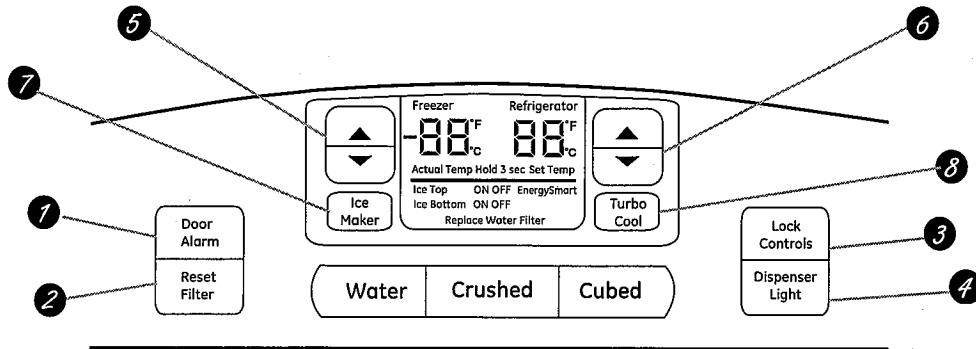 5
6
7
Freezer Refrigerator
-88°F 88°F
°C °C
Actual Temp Hold 3 sec Set Temp
8
Ice Top ON OFF EnergySmart
Ice Bottom ON OFF
Replace Water Filter
Ice
Maker
Turbo
Cool
1
Door
Alarm
Reset
Filter
2
Lock
Controls
3
Dispenser
Light
4
Water Crushed Cubed